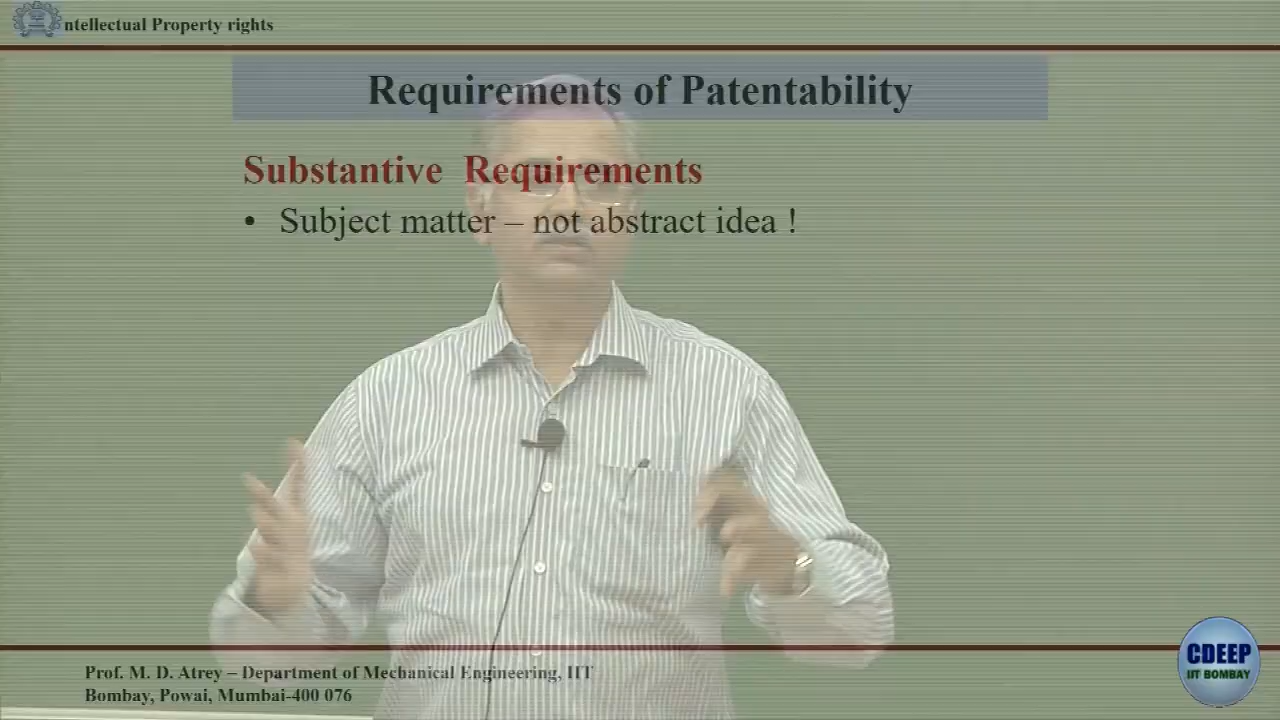 ntellectual Property rights
Requirements of Patentability
Substantive Requirements
• Subject matter – not abstract idea !
Prof. M. D. Atrey – Department of Mechanical Engineering, IIT
Bombay, Powai, Mumbai-400 076
CDEEP
IIT BOMBAY